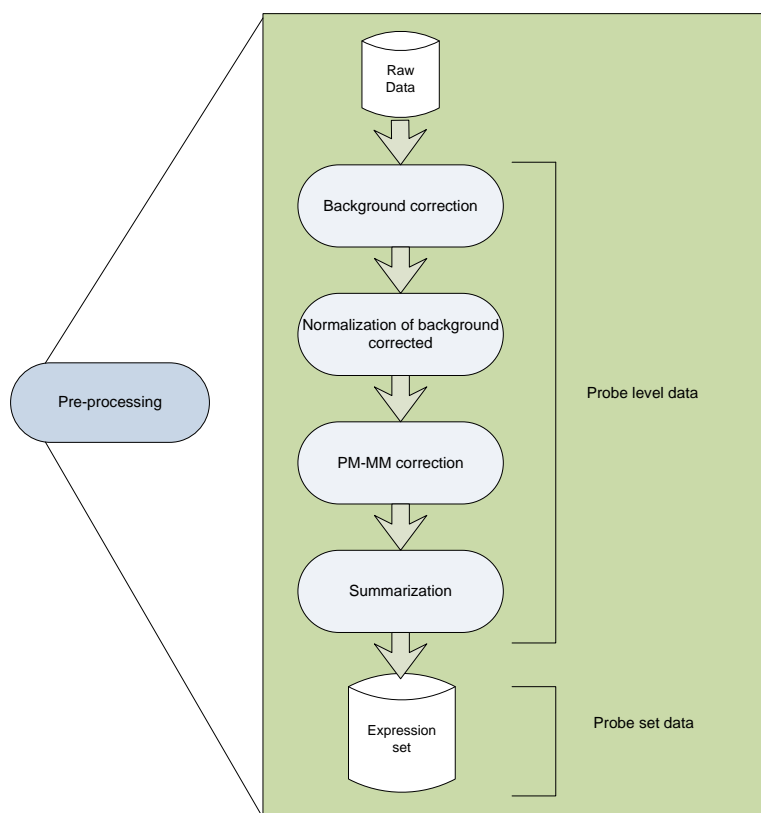 Raw
Data
Background correction
Normalization of background
corrected
Pre-processing
Probe level data
PM-MM correction
Summarization
Expression
set
Probe set data